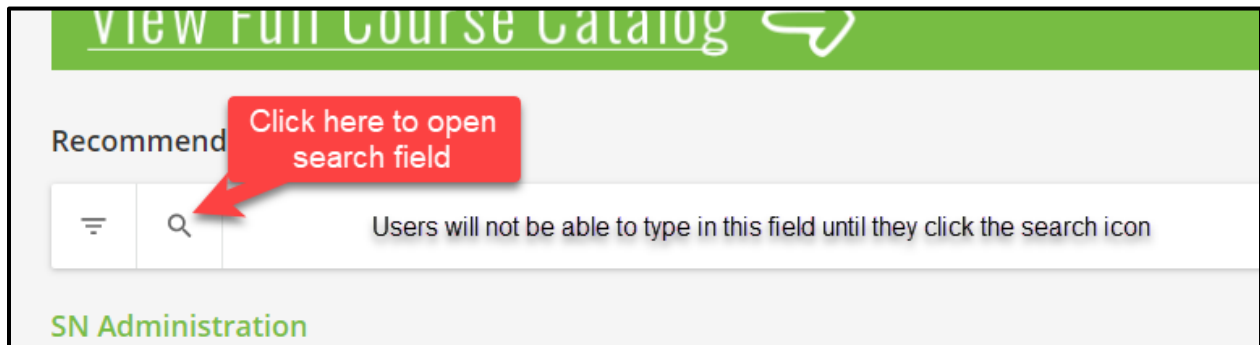 View Full Course Catalog
Click here to open
search field
Recommend
Users will not be able to type in this field until they click the search icon
SN Administration